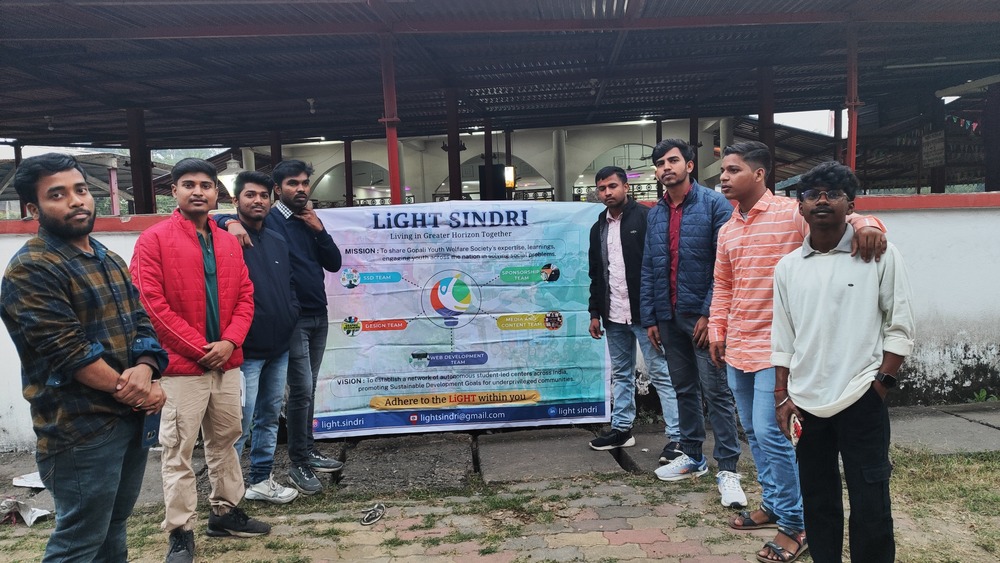 LiGHT SINDRI
Living in Greater Horizon Together
MISSION : To share Gopali Youth Welfare Society's expertise, learnings,
engaging youth across the nation in solving social problems.
SSD TEAM
SPONSORSHIP
TEAM
DESIGN TEAM
MEDIA AND
CONTENT TEAM
WEB DEVELOPMENT
TEAM
VISION : To establish a network of autonomous student-led centers across India,
promoting Sustainable Development Goals for underprivileged communities.
Adhere to the LiGHT within you
light.sindri
lightsindri@gmail.com
light sindri